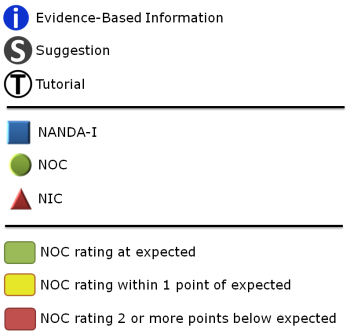 i Evidence-Based Information
S Suggestion
T Tutorial
NANDA-I
NOC
NIC
NOC rating at expected
NOC rating within 1 point of expected
NOC rating 2 or more points below expected